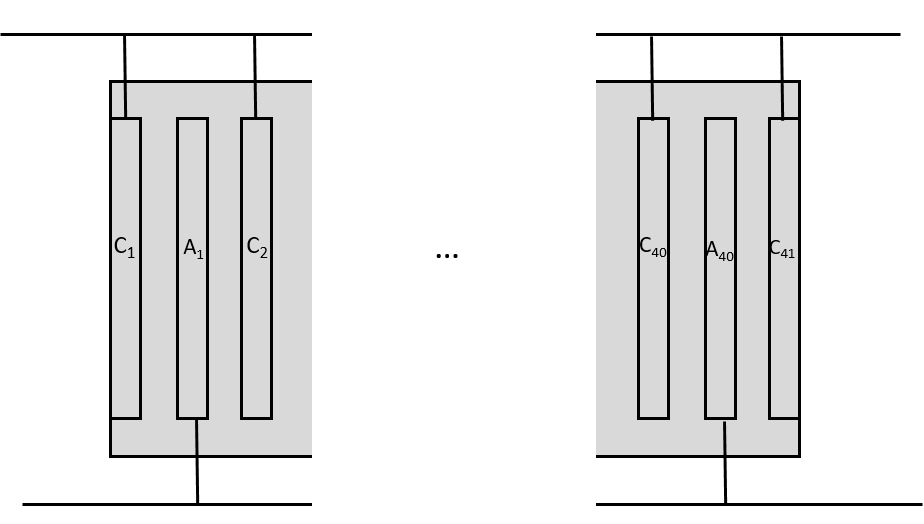 C₁ A₁ C₂ ... C₄₀ A₄₀ C₄₁